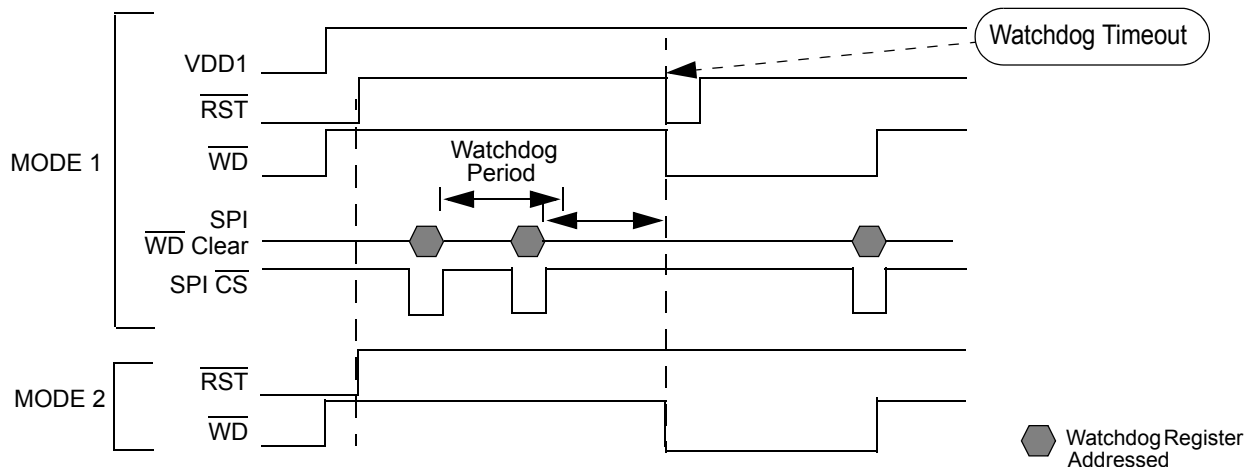 Watchdog Timeout
VDD1
RST
MODE 1
WD
Watchdog
Period
SPI
WD Clear
SPI CS
RST
MODE 2
WD
Watchdog Register
Addressed